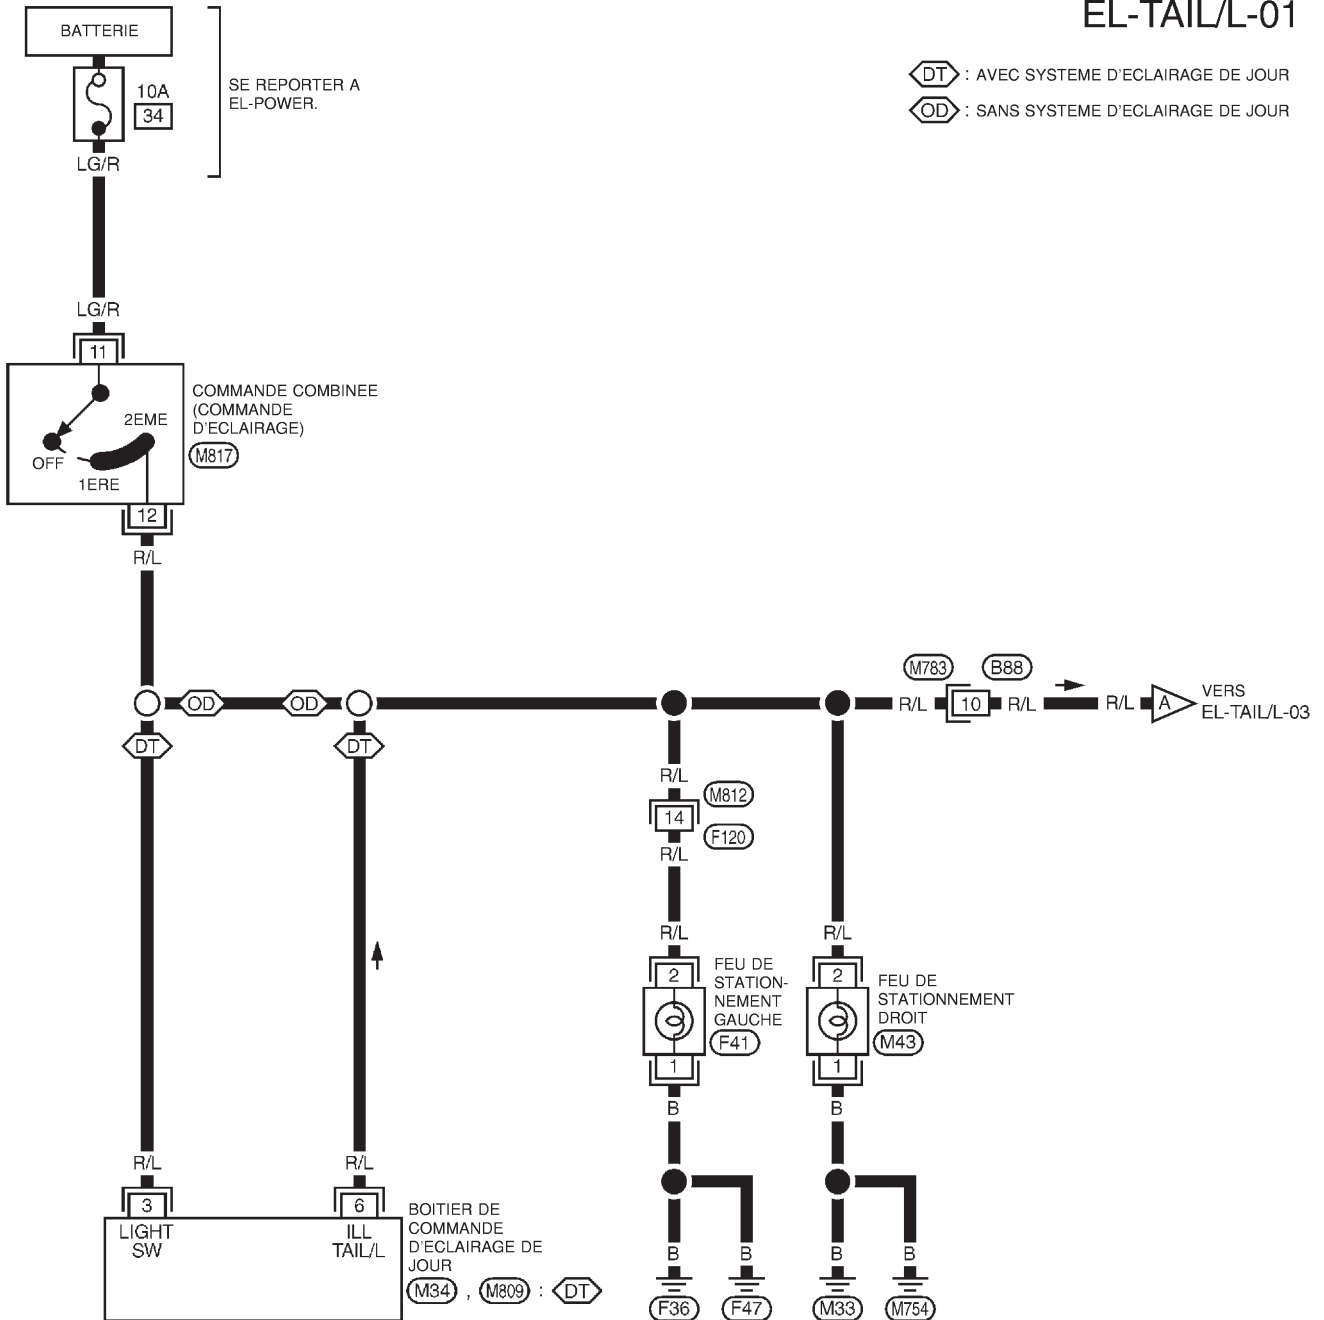 EL-TAIL/L-01
BATTERIE
10A
34
SE REPORTER A
EL-POWER.
DT : AVEC SYSTEME D'ECLAIRAGE DE JOUR
OD : SANS SYSTEME D'ECLAIRAGE DE JOUR
LG/R
LG/R
11
COMMANDE COMBINEE
(COMMANDE
D'ECLAIRAGE)
M817
2EME
OFF
1ERE
12
R/L
OD
OD
DT
DT
M783
B88
R/L
10
R/L
R/L
A
VERS
EL-TAIL/L-03
R/L
M812
14
F120
R/L
R/L
R/L
2
FEU DE
STATION-
NEMENT
GAUCHE
F41
1
2
FEU DE
STATIONNEMENT
DROIT
M43
1
B
B
R/L
R/L
3
6
LIGHT
SW
ILL
TAIL/L
BOITIER DE
COMMANDE
D'ECLAIRAGE DE
JOUR
M34 , M809 : DT
B
B
B
B
F36
F47
M33
M754